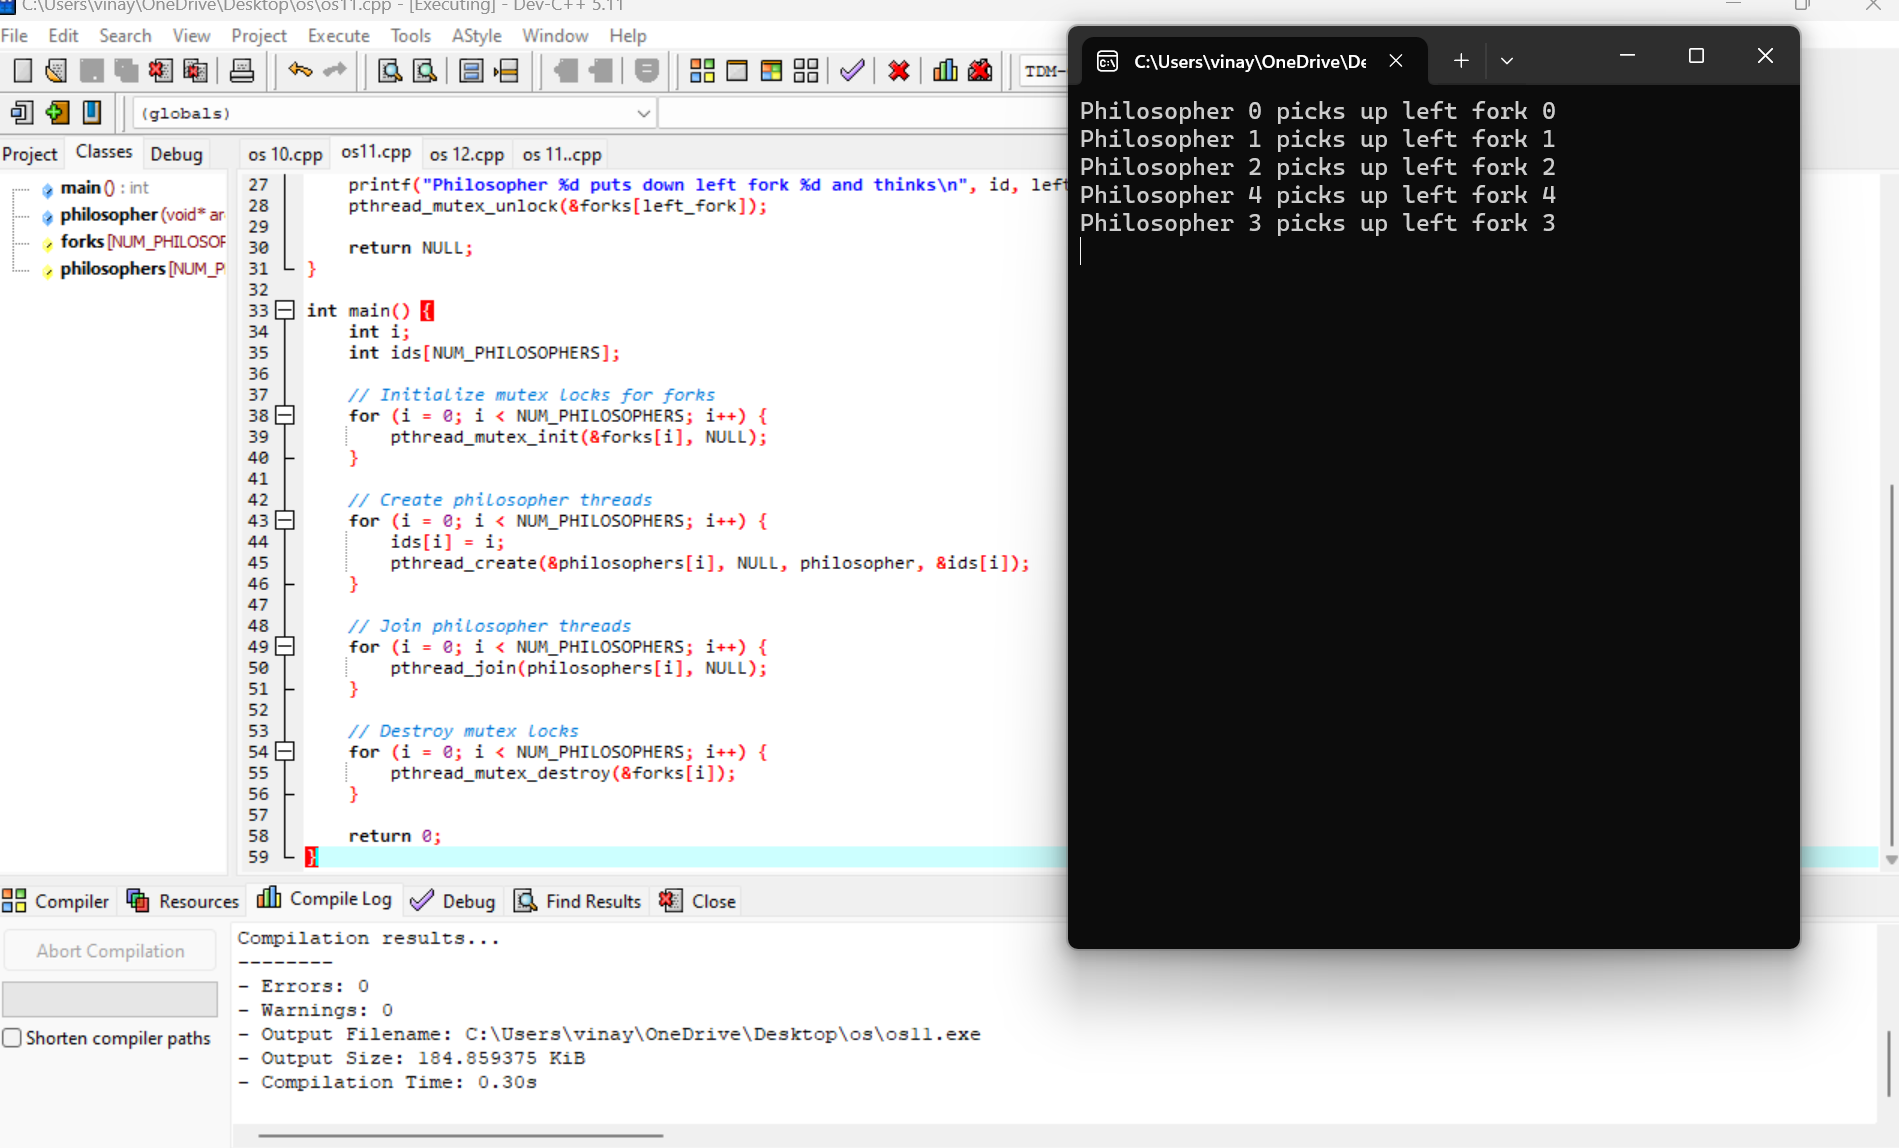 C:\Users\vinay\OneDrive\Desktop\os\os11.cpp - [Executing] - Dev-C++ 5.11
File Edit Search View Project Execute Tools AStyle Window Help
TDM-
(globals)
Project Classes Debug
os 10.cpp os11.cpp os 12.cpp os 11..cpp
main () : int
philosopher (void* ar
forks [NUM_PHILOSOF
philosophers [NUM_P
27 printf("Philosopher %d puts down left fork %d and thinks\n", id, left
28 pthread_mutex_unlock(&forks[left_fork]);
29
30 return NULL;
31 }
32
33 int main() {
34 int i;
35 int ids[NUM_PHILOSOPHERS];
36
37 // Initialize mutex locks for forks
38 for (i = 0; i < NUM_PHILOSOPHERS; i++) {
39 pthread_mutex_init(&forks[i], NULL);
40 }
41
42 // Create philosopher threads
43 for (i = 0; i < NUM_PHILOSOPHERS; i++) {
44 ids[i] = i;
45 pthread_create(&philosophers[i], NULL, philosopher, &ids[i]);
46 }
47
48 // Join philosopher threads
49 for (i = 0; i < NUM_PHILOSOPHERS; i++) {
50 pthread_join(philosophers[i], NULL);
51 }
52
53 // Destroy mutex locks
54 for (i = 0; i < NUM_PHILOSOPHERS; i++) {
55 pthread_mutex_destroy(&forks[i]);
56 }
57
58 return 0;
59 }
C:\Users\vinay\OneDrive\De
Philosopher 0 picks up left fork 0
Philosopher 1 picks up left fork 1
Philosopher 2 picks up left fork 2
Philosopher 4 picks up left fork 4
Philosopher 3 picks up left fork 3
Compiler Resources Compile Log Debug Find Results Close
Abort Compilation
Shorten compiler paths
Compilation results...
--------
- Errors: 0
- Warnings: 0
- Output Filename: C:\Users\vinay\OneDrive\Desktop\os\os11.exe
- Output Size: 184.859375 KiB
- Compilation Time: 0.30s